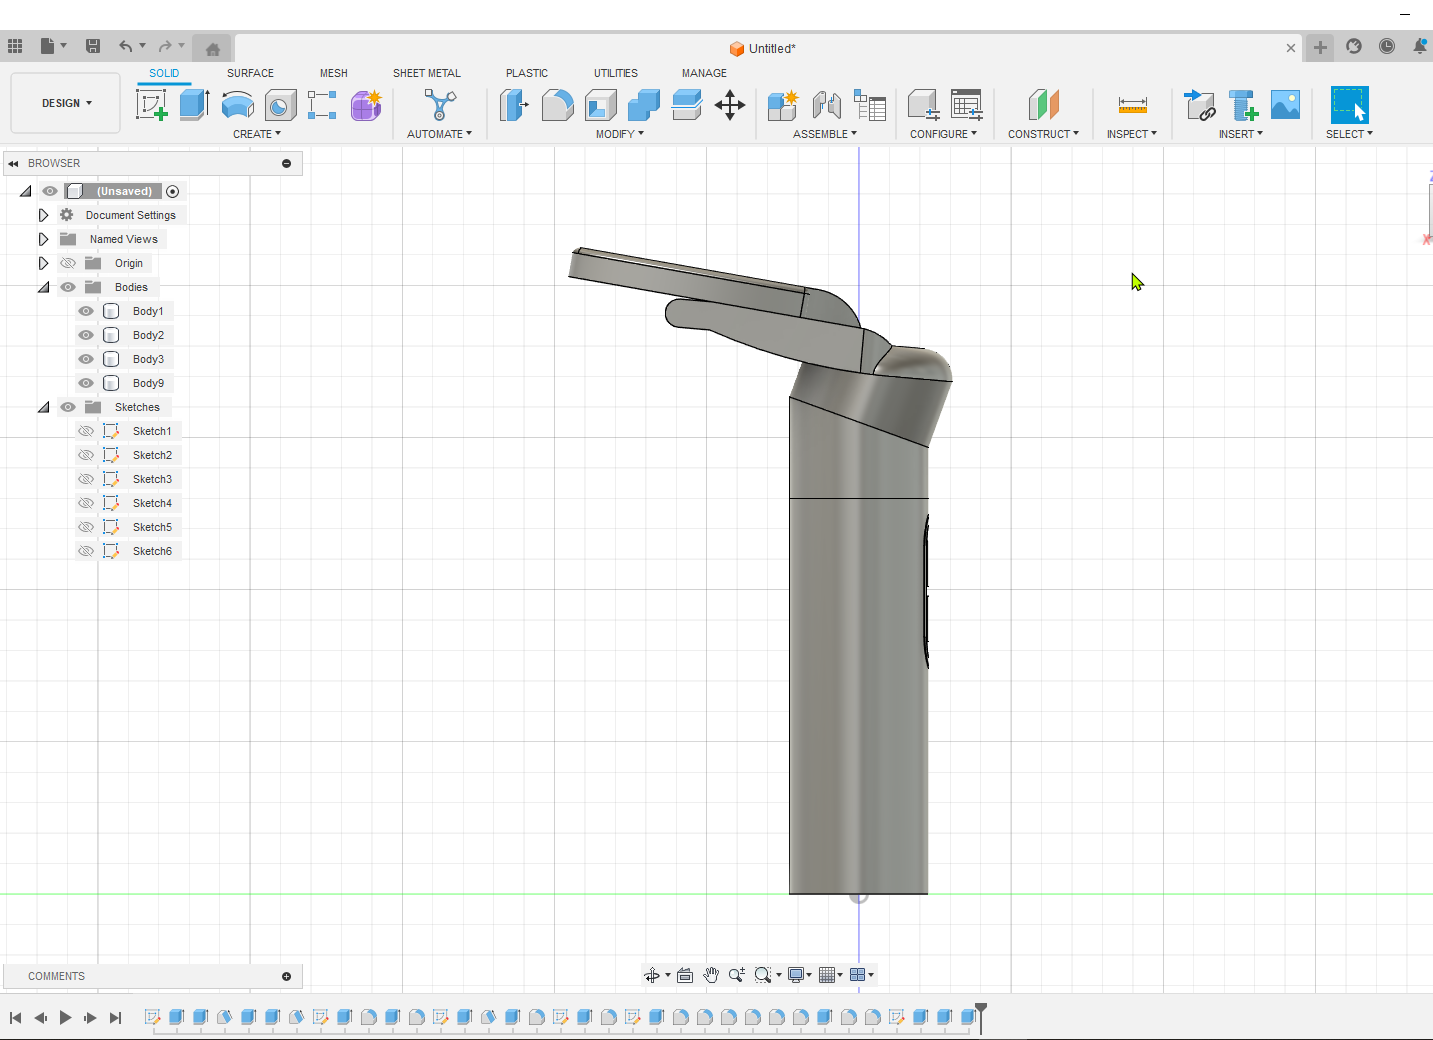 Untitled*
SOLID SURFACE MESH SHEET METAL PLASTIC UTILITIES MANAGE
DESIGN
CREATE AUTOMATE MODIFY ASSEMBLE CONFIGURE CONSTRUCT INSPECT INSERT SELECT
BROWSER
(Unsaved)
Document Settings
Named Views
Origin
Bodies
Body1
Body2
Body3
Body9
Sketches
Sketch1
Sketch2
Sketch3
Sketch4
Sketch5
Sketch6
X
COMMENTS